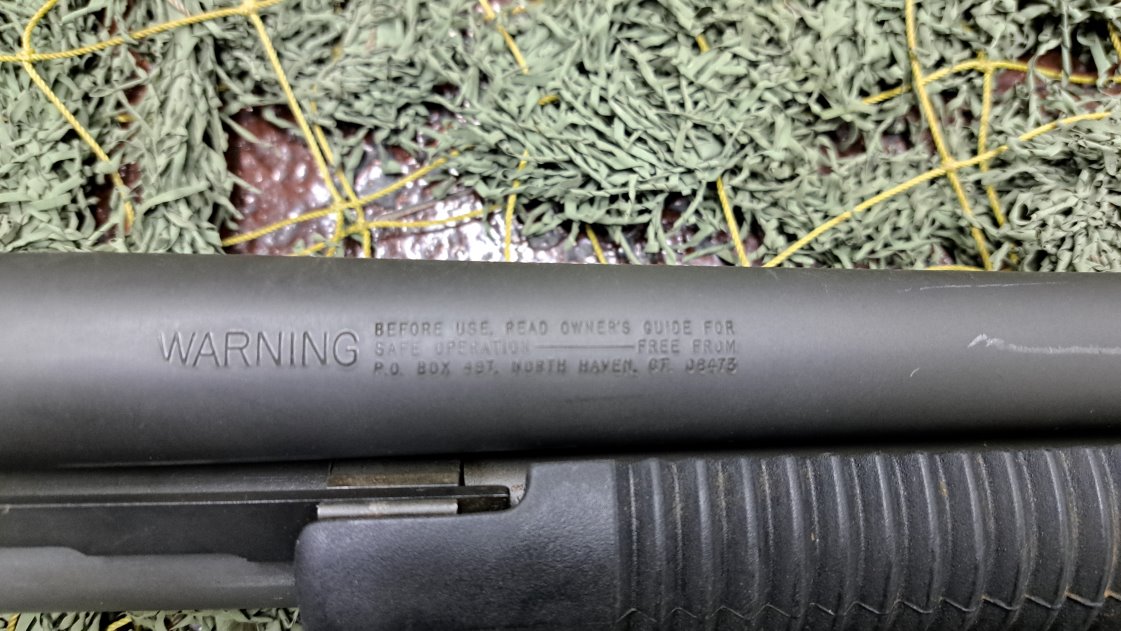 WARNING
BEFORE USE, READ OWNER'S GUIDE FOR
SAFE OPERATION — FREE FROM
P.O. BOX 497, NORTH HAVEN, CT. 06473